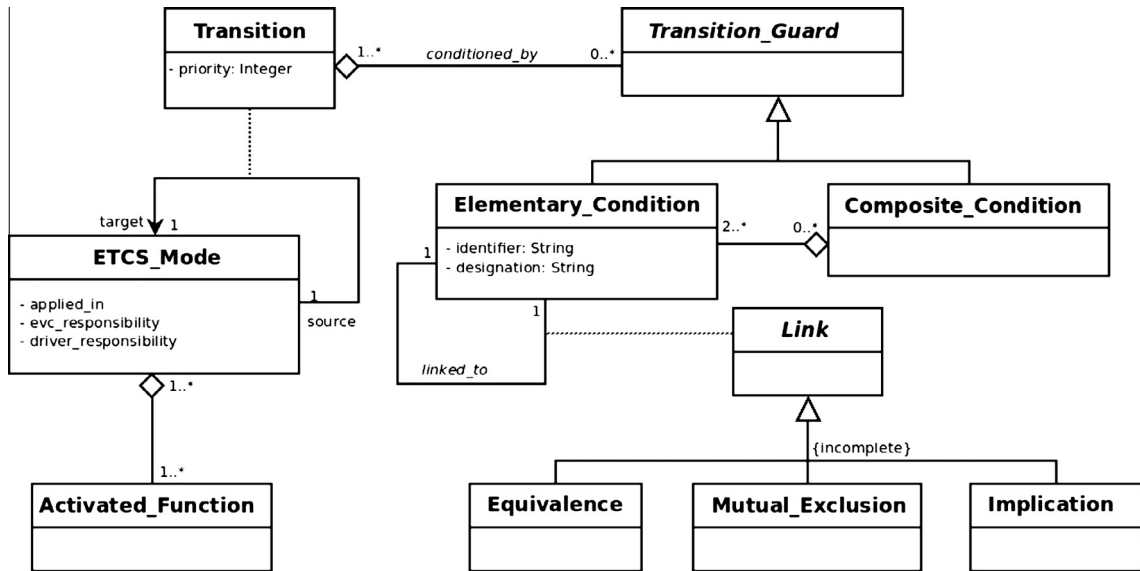 Transition
- priority: Integer
1..*
conditioned_by
0..*
Transition_Guard
target
1
ETCS_Mode
- applied_in
- evc_responsibility
- driver_responsibility
1
source
1..*
1..*
Activated_Function
Elementary_Condition
- identifier: String
- designation: String
2..*
0..*
Composite_Condition
1
1
linked_to
Link
{incomplete}
Equivalence
Mutual_Exclusion
Implication